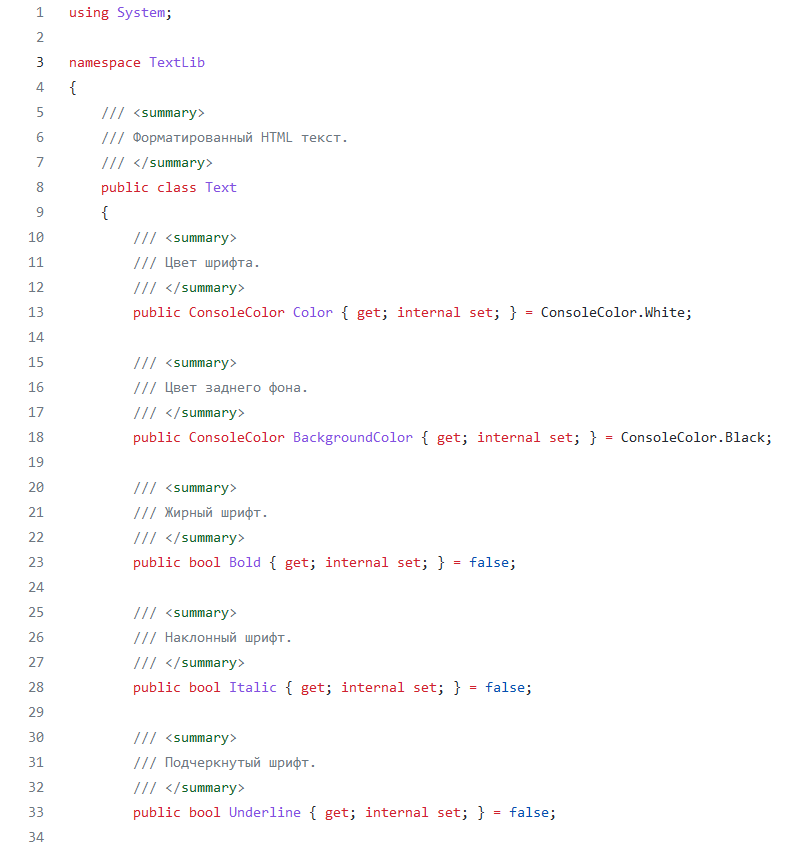 1 using System;
2
3 namespace TextLib
4 {
5 /// <summary>
6 /// Форматированный HTML текст.
7 /// </summary>
8 public class Text
9 {
10 /// <summary>
11 /// Цвет шрифта.
12 /// </summary>
13 public ConsoleColor Color { get; internal set; } = ConsoleColor.White;
14
15 /// <summary>
16 /// Цвет заднего фона.
17 /// </summary>
18 public ConsoleColor BackgroundColor { get; internal set; } = ConsoleColor.Black;
19
20 /// <summary>
21 /// Жирный шрифт.
22 /// </summary>
23 public bool Bold { get; internal set; } = false;
24
25 /// <summary>
26 /// Наклонный шрифт.
27 /// </summary>
28 public bool Italic { get; internal set; } = false;
29
30 /// <summary>
31 /// Подчеркнутый шрифт.
32 /// </summary>
33 public bool Underline { get; internal set; } = false;
34